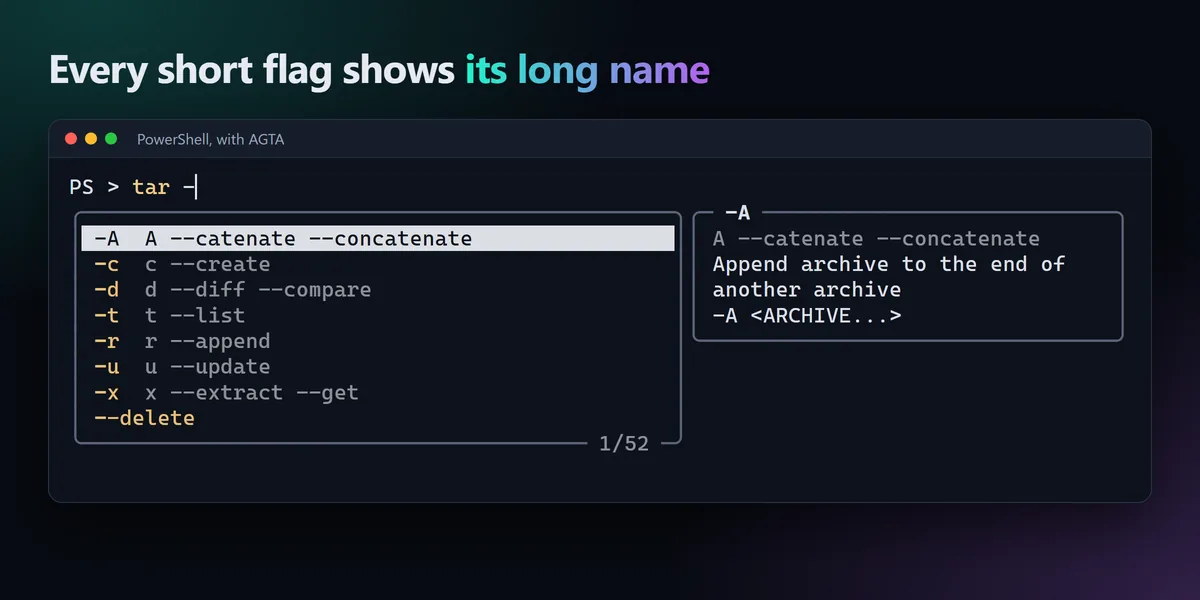 Every short flag shows its long name
PowerShell, with AGTA
PS > tar -
-A A --catenate --concatenate
-c c --create
-d d --diff --compare
-t t --list
-r r --append
-u u --update
-x x --extract --get
--delete
1/52
-A
A --catenate --concatenate
Append archive to the end of
another archive
-A <ARCHIVE...>